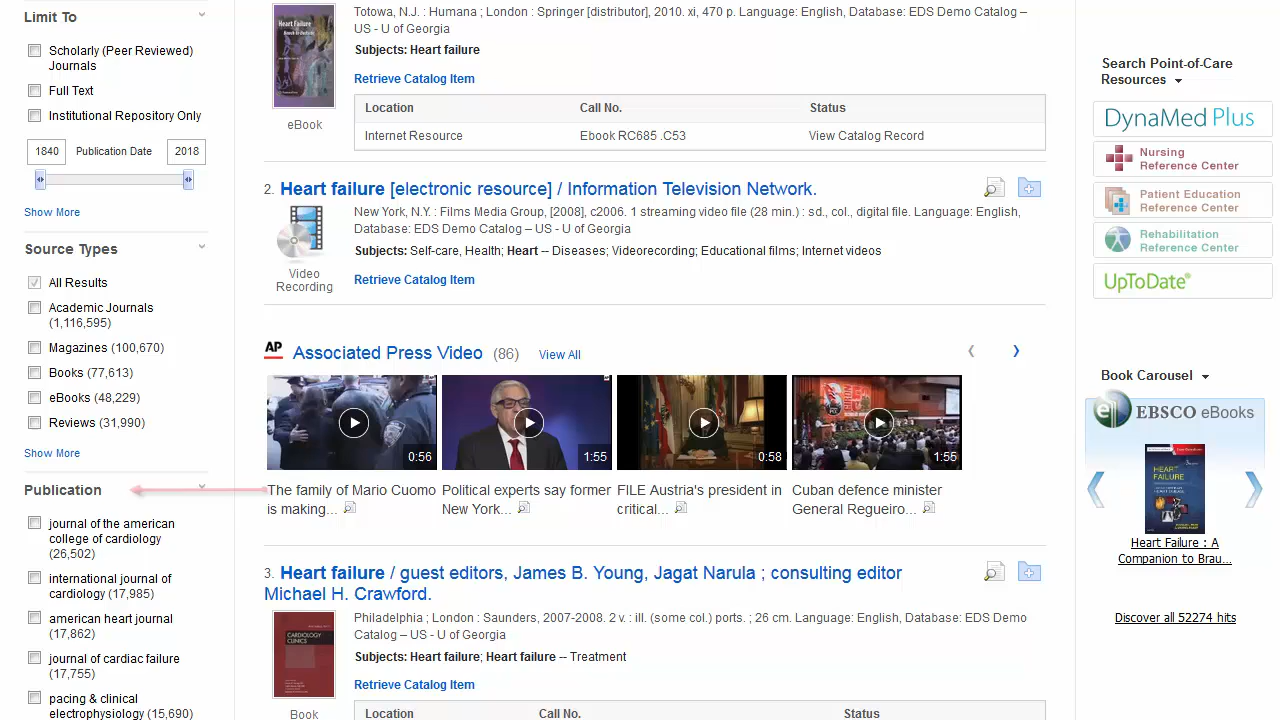 Limit To
Scholarly (Peer Reviewed)
Journals
Full Text
Institutional Repository Only
1840 Publication Date 2018
Show More
Source Types
All Results
Academic Journals
(1,116,595)
Magazines (100,670)
Books (77,613)
eBooks (48,229)
Reviews (31,990)
Show More
Publication
journal of the american
college of cardiology
(26,502)
international journal of
cardiology (17,985)
american heart journal
(17,862)
journal of cardiac failure
(17,755)
pacing & clinical
electrophysiology (15,690)
Heart Failure
eBook
Totowa, N.J. : Humana ; London : Springer [distributor], 2010. xi, 470 p. Language: English, Database: EDS Demo Catalog –
US - U of Georgia
Subjects: Heart failure
Retrieve Catalog Item
Location Call No. Status
Internet Resource Ebook RC685 .C53 View Catalog Record
2. Heart failure [electronic resource] / Information Television Network.
Video
Recording
New York, N.Y. : Films Media Group, [2008], c2006. 1 streaming video file (28 min.) : sd., col., digital file. Language: English,
Database: EDS Demo Catalog – US - U of Georgia
Subjects: Self-care, Health; Heart -- Diseases; Videorecording; Educational films; Internet videos
Retrieve Catalog Item
AP Associated Press Video (86) View All
0:56 1:55 0:58 1:56
The family of Mario Cuomo
is making...
Political experts say former
New York...
FILE Austria's president in
critical...
Cuban defence minister
General Regueiro...
3. Heart failure / guest editors, James B. Young, Jagat Narula ; consulting editor
Michael H. Crawford.
CARDIOLOGY
CLINICS
Book
Philadelphia ; London : Saunders, 2007-2008. 2 v. : ill. (some col.) ports. ; 26 cm. Language: English, Database: EDS Demo
Catalog – US - U of Georgia
Subjects: Heart failure; Heart failure -- Treatment
Retrieve Catalog Item
Location Call No. Status
Search Point-of-Care
Resources
DynaMed Plus
Nursing
Reference Center
Patient Education
Reference Center
Rehabilitation
Reference Center
UpToDate®
Book Carousel
e EBSCO eBooks
HEART
FAILURE
Heart Failure : A
Companion to Brau...
Discover all 52274 hits